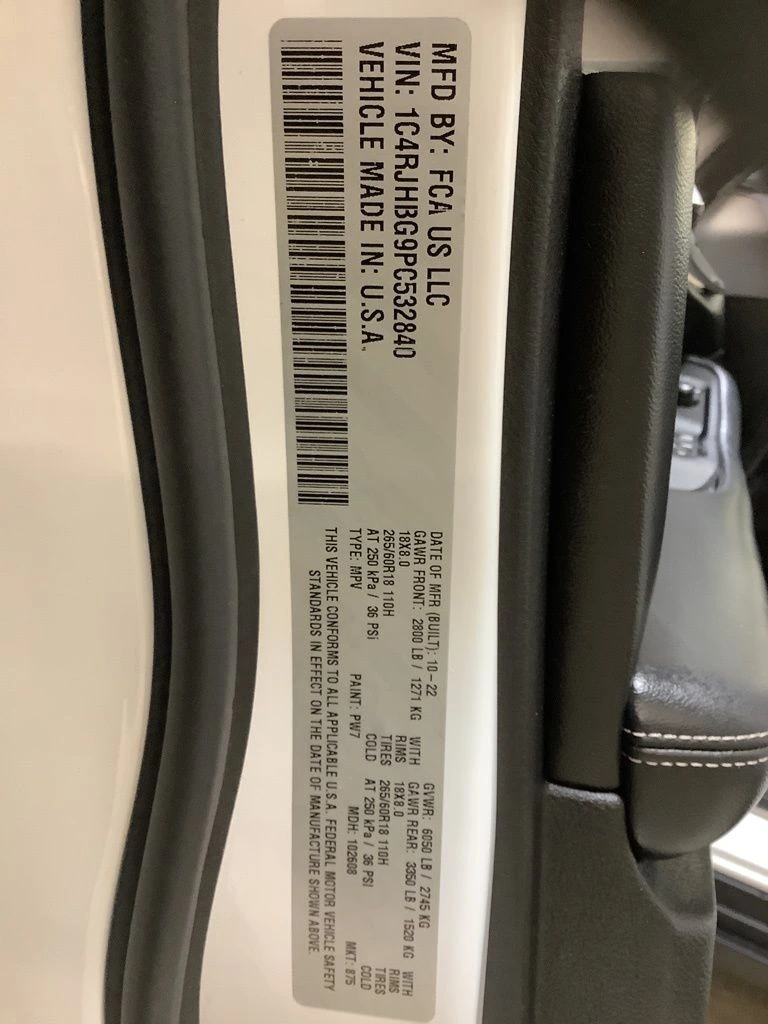 MFD BY: FCA US LLC
VIN: 1C4RJHBG9PC532840
VEHICLE MADE IN: U.S.A.
DATE OF MFR (BUILT): 10-22 GVWR: 6050 LB / 2745 KG
GAWR FRONT: 2800 LB / 1271 KG WITH GAWR REAR: 3350 LB / 1520 KG WITH
18X8.0 RIMS 18X8.0 RIMS
265/60R18 110H TIRES 265/60R18 110H TIRES
AT 250 kPa / 36 PSi COLD AT 250 kPa / 36 PSI COLD
TYPE: MPV PAINT: PW7 MDH: 102608 MKT: 875
THIS VEHICLE CONFORMS TO ALL APPLICABLE U.S.A. FEDERAL MOTOR VEHICLE SAFETY
STANDARDS IN EFFECT ON THE DATE OF MANUFACTURE SHOWN ABOVE.